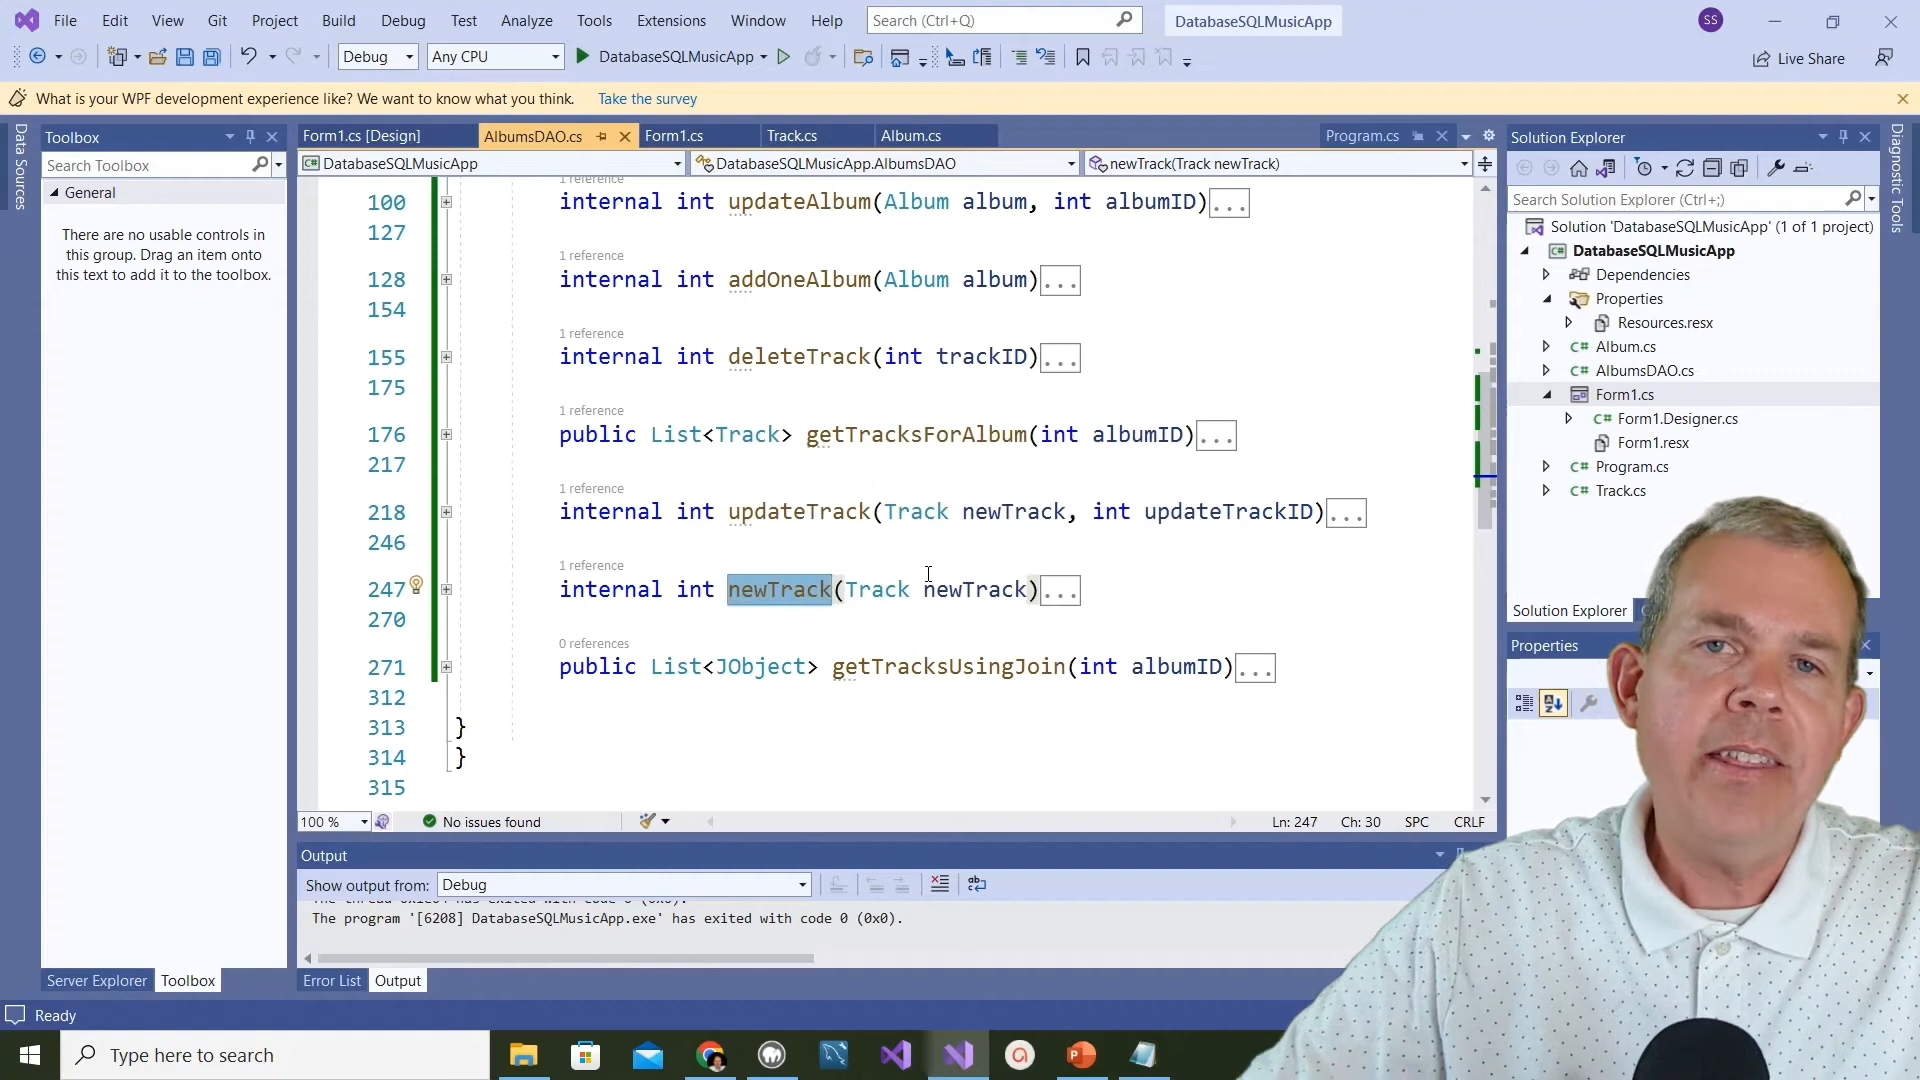 File Edit View Git Project Build Debug Test Analyze Tools Extensions Window Help Search (Ctrl+Q) DatabaseSQLMusicApp SS
Debug Any CPU DatabaseSQLMusicApp Live Share
What is your WPF development experience like? We want to know what you think. Take the survey
Data Sources
Toolbox
Search Toolbox
General
There are no usable controls in
this group. Drag an item onto
this text to add it to the toolbox.
Server Explorer Toolbox
Form1.cs [Design] AlbumsDAO.cs Form1.cs Track.cs Album.cs Program.cs
DatabaseSQLMusicApp DatabaseSQLMusicApp.AlbumsDAO newTrack(Track newTrack)
1 reference
100 internal int updateAlbum(Album album, int albumID)...
127
1 reference
128 internal int addOneAlbum(Album album)...
154
1 reference
155 internal int deleteTrack(int trackID)...
175
1 reference
176 public List<Track> getTracksForAlbum(int albumID)...
217
1 reference
218 internal int updateTrack(Track newTrack, int updateTrackID)...
246
1 reference
247 internal int newTrack(Track newTrack)...
270
0 references
271 public List<JObject> getTracksUsingJoin(int albumID)...
312
313 }
314 }
315
100 % No issues found Ln: 247 Ch: 30 SPC CRLF
Output
Show output from: Debug
The program '[6208] DatabaseSQLMusicApp.exe' has exited with code 0 (0x0).
Error List Output
Solution Explorer
Search Solution Explorer (Ctrl+;)
Solution 'DatabaseSQLMusicApp' (1 of 1 project)
DatabaseSQLMusicApp
Dependencies
Properties
Resources.resx
C# Album.cs
C# AlbumsDAO.cs
Form1.cs
C# Form1.Designer.cs
Form1.resx
C# Program.cs
C# Track.cs
Solution Explorer
Properties
Diagnostic Tools
Ready
Type here to search